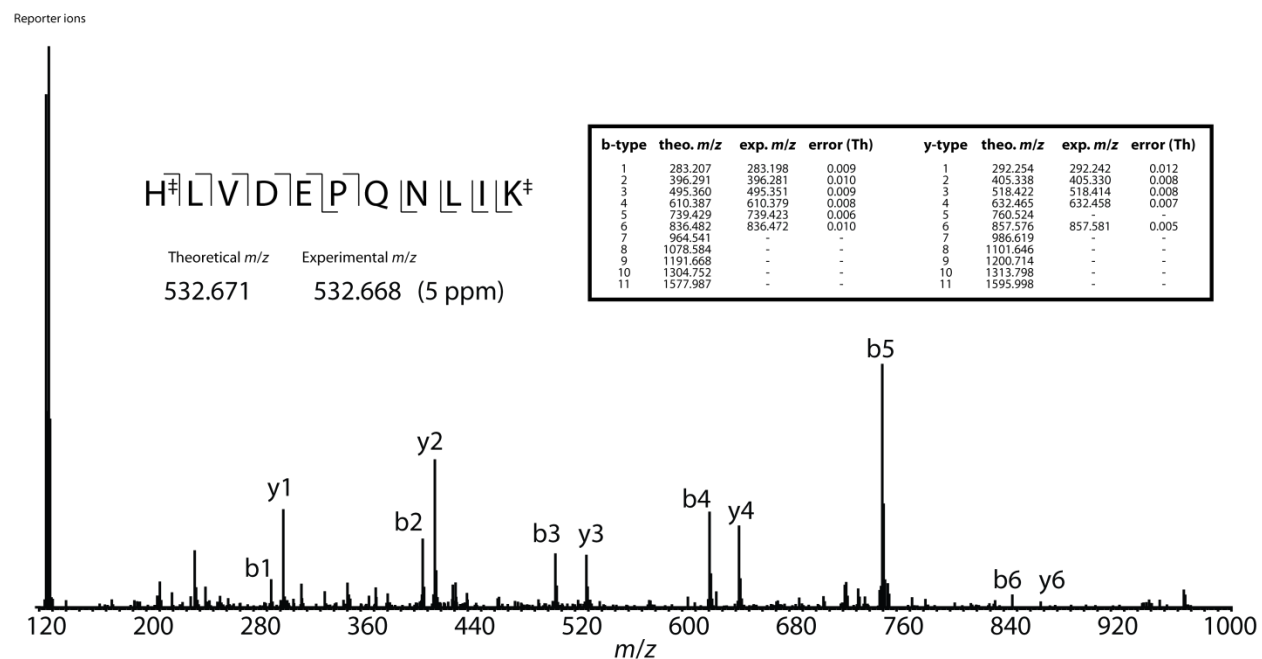 Reporter ions
b-type theo. m/z exp. m/z error (Th) y-type theo. m/z exp. m/z error (Th)
1 283.207 283.198 0.009 1 292.254 292.242 0.012
2 396.291 396.281 0.010 2 405.338 405.330 0.008
3 495.360 495.351 0.009 3 518.422 518.414 0.008
4 610.387 610.379 0.008 4 632.465 632.458 0.007
5 739.429 739.423 0.006 5 760.524 - -
6 836.482 836.472 0.010 6 857.576 857.581 0.005
7 964.541 - - 7 986.619 - -
8 1078.584 - - 8 1101.646 - -
9 1191.668 - - 9 1200.714 - -
10 1304.752 - - 10 1313.798 - -
11 1577.987 - - 11 1595.998 - -
H‡LVDEPQNLIK‡
Theoretical m/z Experimental m/z
532.671 532.668 (5 ppm)
b5
y2
y1
b2
b4
y4
b3 y3
b1
b6 y6
120 200 280 360 440 520 600 680 760 840 920 1000
m/z